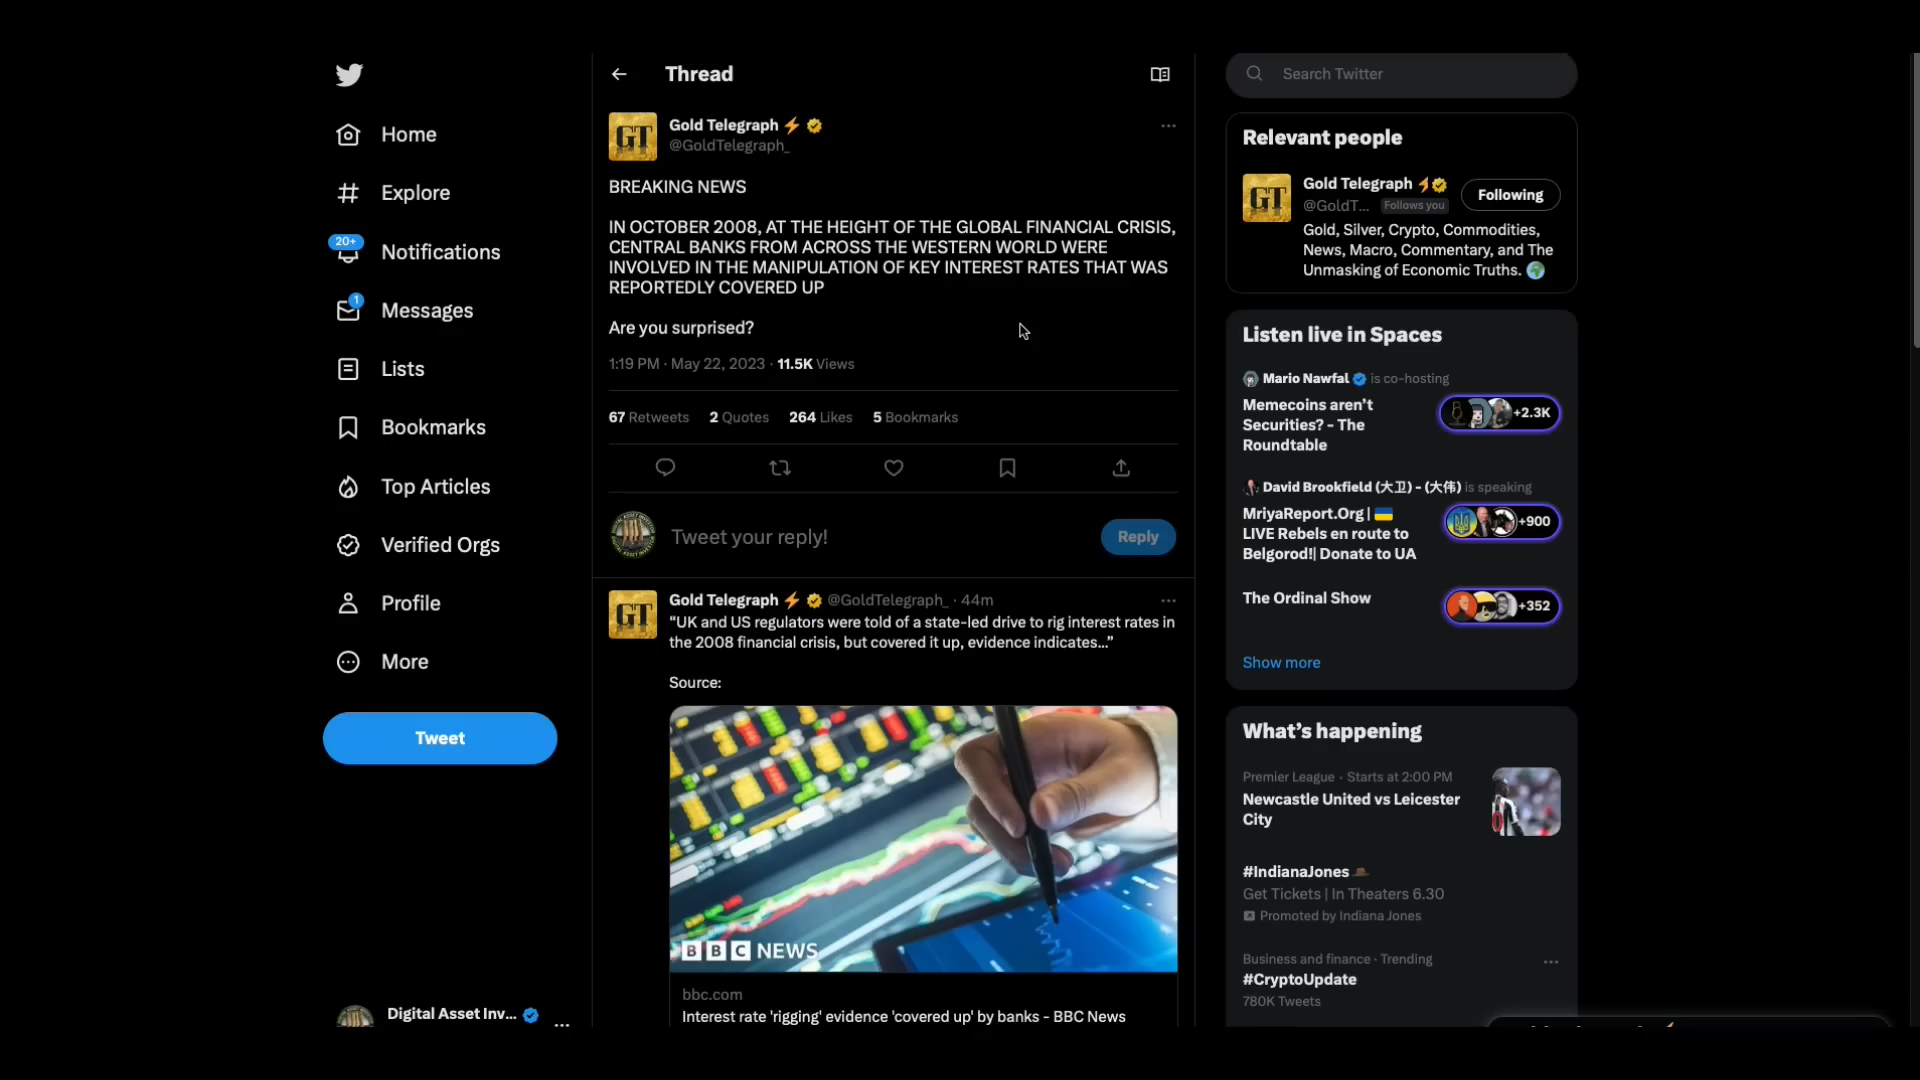 Home
Explore
20+
Notifications
1
Messages
Lists
Bookmarks
Top Articles
Verified Orgs
Profile
More
Tweet
Digital Asset Inv...
Thread
GT
Gold Telegraph
@GoldTelegraph_
BREAKING NEWS
IN OCTOBER 2008, AT THE HEIGHT OF THE GLOBAL FINANCIAL CRISIS,
CENTRAL BANKS FROM ACROSS THE WESTERN WORLD WERE
INVOLVED IN THE MANIPULATION OF KEY INTEREST RATES THAT WAS
REPORTEDLY COVERED UP
Are you surprised?
1:19 PM · May 22, 2023 · 11.5K Views
67 Retweets 2 Quotes 264 Likes 5 Bookmarks
Tweet your reply!
Reply
GT
Gold Telegraph @GoldTelegraph_ · 44m
“UK and US regulators were told of a state-led drive to rig interest rates in
the 2008 financial crisis, but covered it up, evidence indicates...”
Source:
BBC NEWS
bbc.com
Interest rate 'rigging' evidence 'covered up' by banks - BBC News
Search Twitter
Relevant people
GT
Gold Telegraph
@GoldT... Follows you
Following
Gold, Silver, Crypto, Commodities,
News, Macro, Commentary, and The
Unmasking of Economic Truths.
Listen live in Spaces
Mario Nawfal is co-hosting
Memecoins aren’t
Securities? - The
Roundtable
+2.3K
David Brookfield (大卫) - (大伟) is speaking
MriyaReport.Org |
LIVE Rebels en route to
Belgorod!| Donate to UA
+900
The Ordinal Show
+352
Show more
What’s happening
Premier League · Starts at 2:00 PM
Newcastle United vs Leicester
City
#IndianaJones
Get Tickets | In Theaters 6.30
Promoted by Indiana Jones
Business and finance · Trending
#CryptoUpdate
780K Tweets